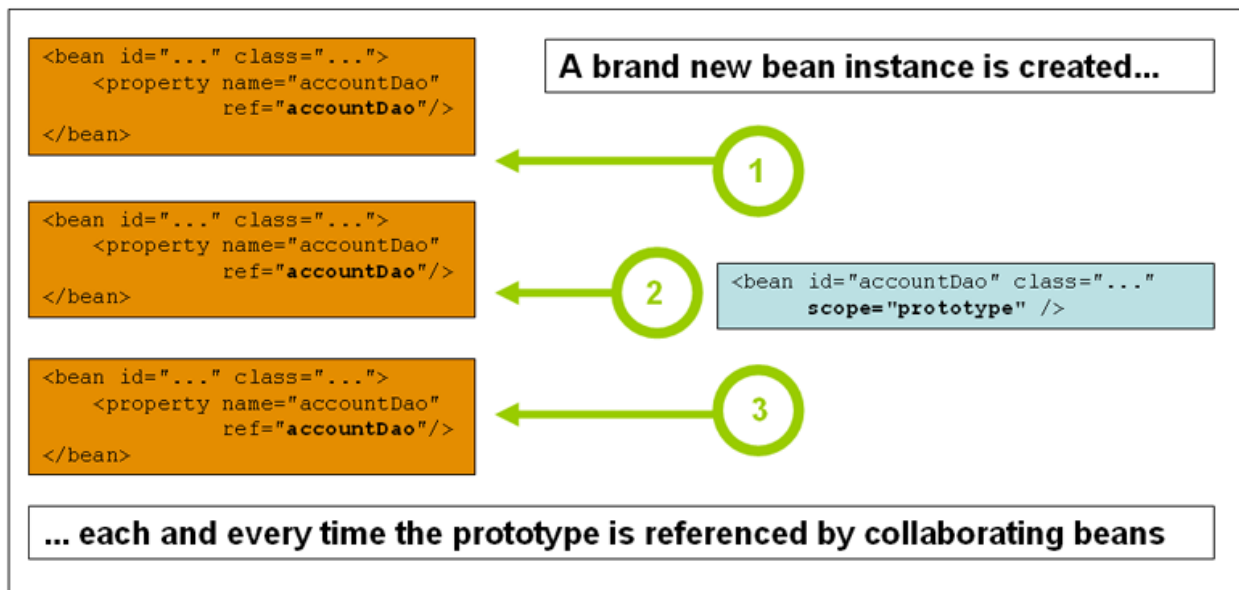 <bean id="..." class="...">
    <property name="accountDao"
              ref="accountDao"/>
</bean>
A brand new bean instance is created...
1
<bean id="..." class="...">
    <property name="accountDao"
              ref="accountDao"/>
</bean>
2
<bean id="accountDao" class="..."
      scope="prototype" />
<bean id="..." class="...">
    <property name="accountDao"
              ref="accountDao"/>
</bean>
3
... each and every time the prototype is referenced by collaborating beans